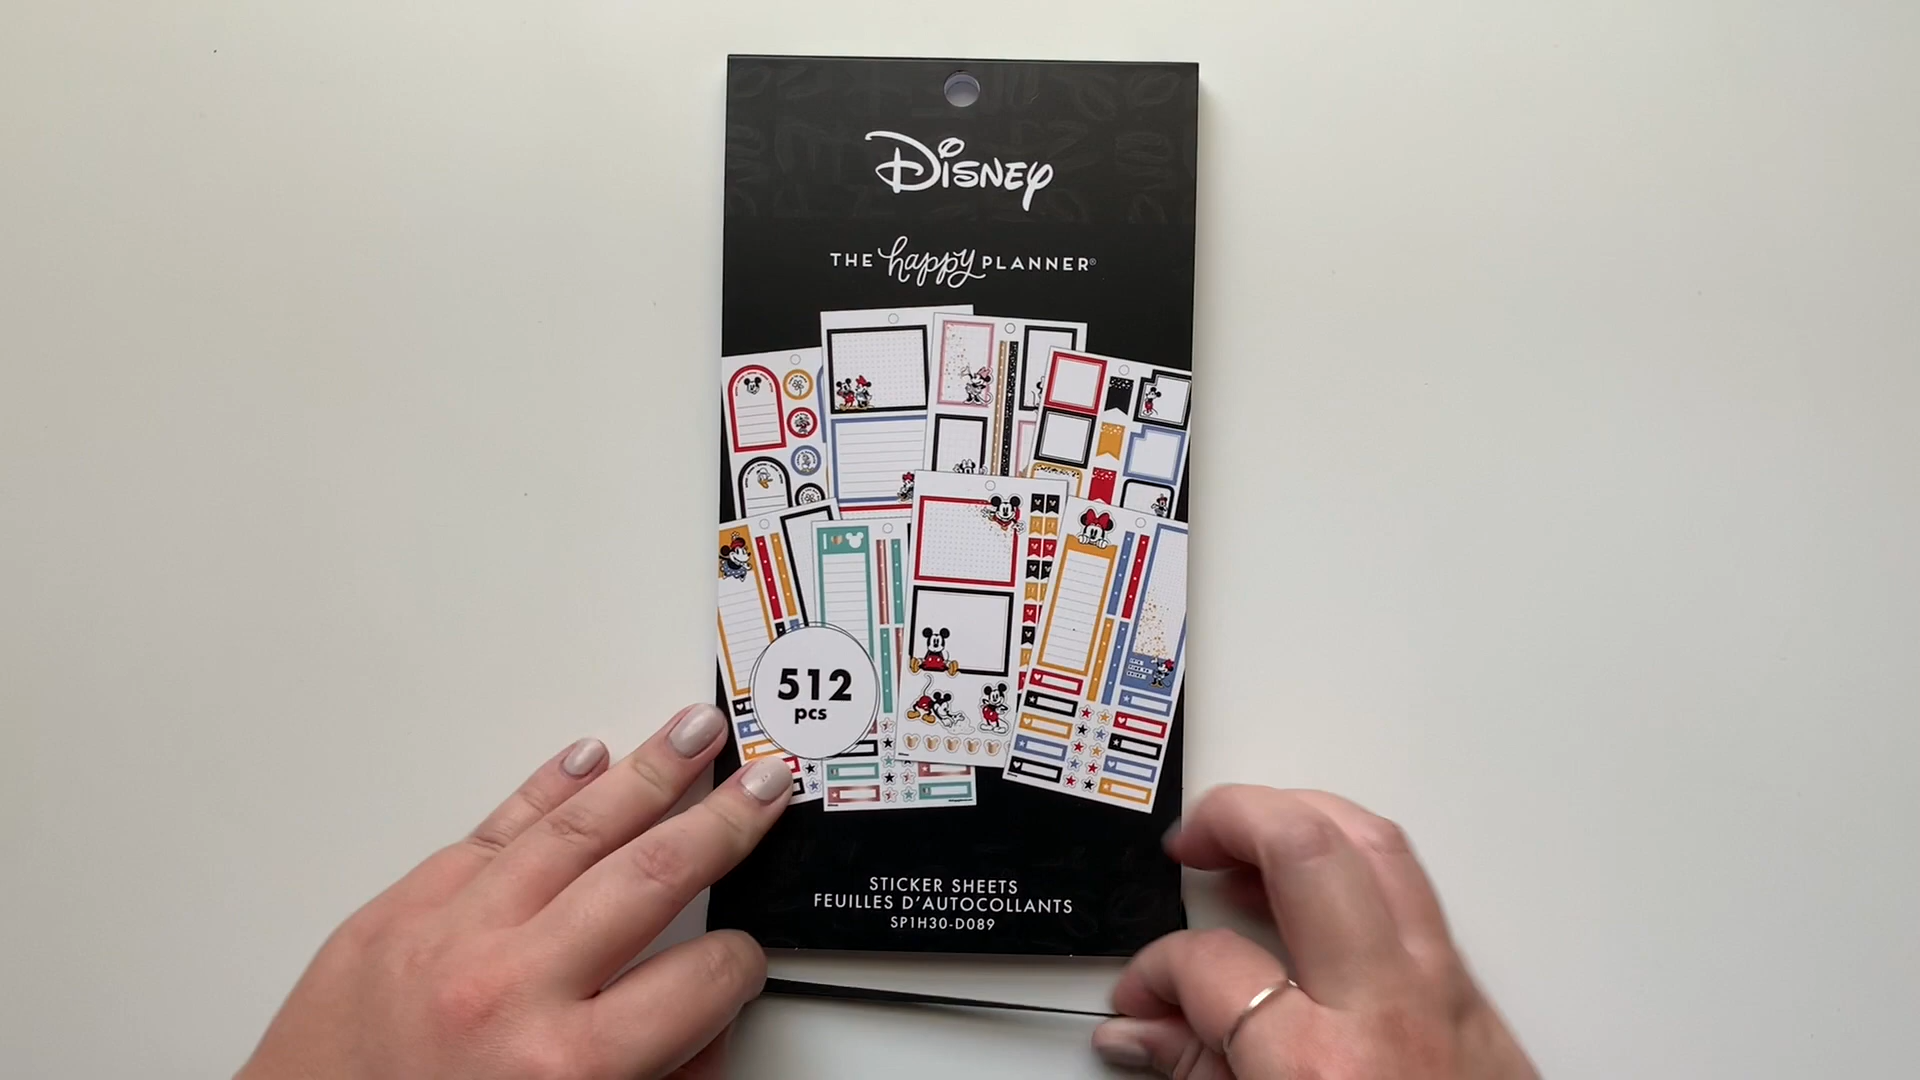 Disney
THE happy PLANNER®
512
pcs
STICKER SHEETS
FEUILLES D'AUTOCOLLANTS
SP1H30-D089